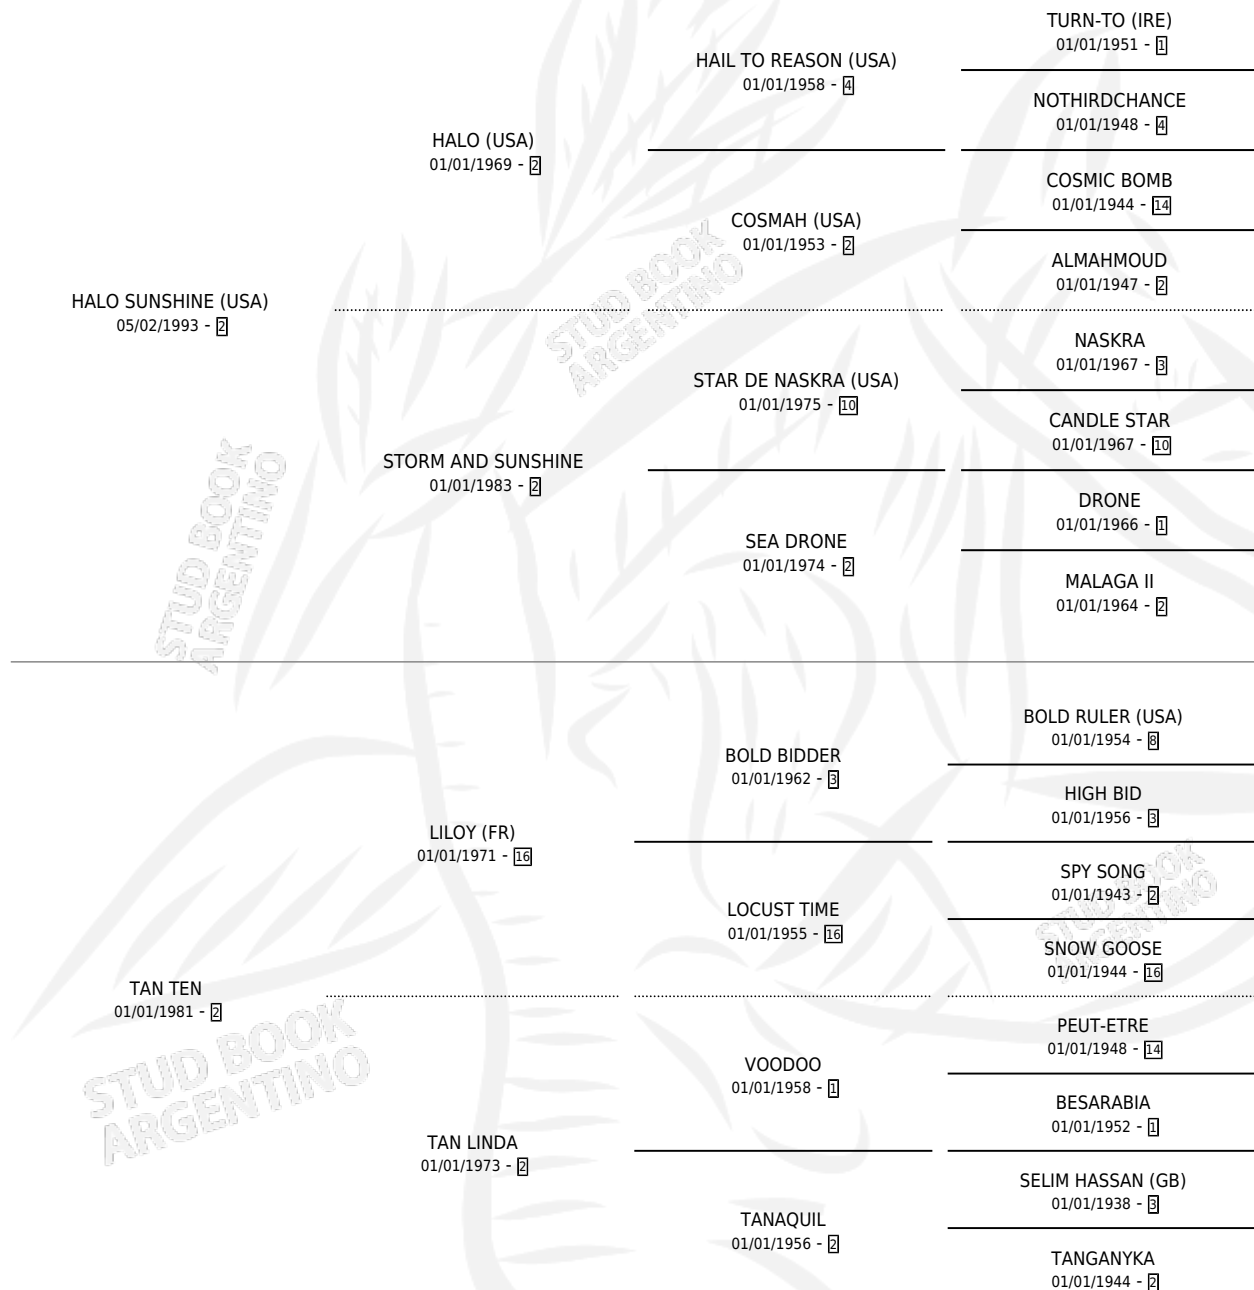 TURN-TO (IRE)
01/01/1951 - 1
HAIL TO REASON (USA)
01/01/1958 - 4
NOTHIRDCHANCE
01/01/1948 - 4
HALO (USA)
01/01/1969 - 2
COSMIC BOMB
01/01/1944 - 14
COSMAH (USA)
01/01/1953 - 2
ALMAHMOUD
01/01/1947 - 2
HALO SUNSHINE (USA)
05/02/1993 - 2
STUD BOOK
ARGENTINO
NASKRA
01/01/1967 - 3
STAR DE NASKRA (USA)
01/01/1975 - 10
CANDLE STAR
01/01/1967 - 10
STORM AND SUNSHINE
01/01/1983 - 2
DRONE
01/01/1966 - 1
SEA DRONE
01/01/1974 - 2
MALAGA II
01/01/1964 - 2
STUD BOOK
ARGENTINO
BOLD RULER (USA)
01/01/1954 - 8
BOLD BIDDER
01/01/1962 - 3
HIGH BID
01/01/1956 - 3
LILOY (FR)
01/01/1971 - 16
SPY SONG
01/01/1943 - 2
LOCUST TIME
01/01/1955 - 16
SNOW GOOSE
01/01/1944 - 16
STUD BOOK
ARGENTINO
TAN TEN
01/01/1981 - 2
STUD BOOK
ARGENTINO
PEUT-ETRE
01/01/1948 - 14
VOODOO
01/01/1958 - 1
BESARABIA
01/01/1952 - 1
TAN LINDA
01/01/1973 - 2
SELIM HASSAN (GB)
01/01/1938 - 3
TANAQUIL
01/01/1956 - 2
TANGANYKA
01/01/1944 - 2